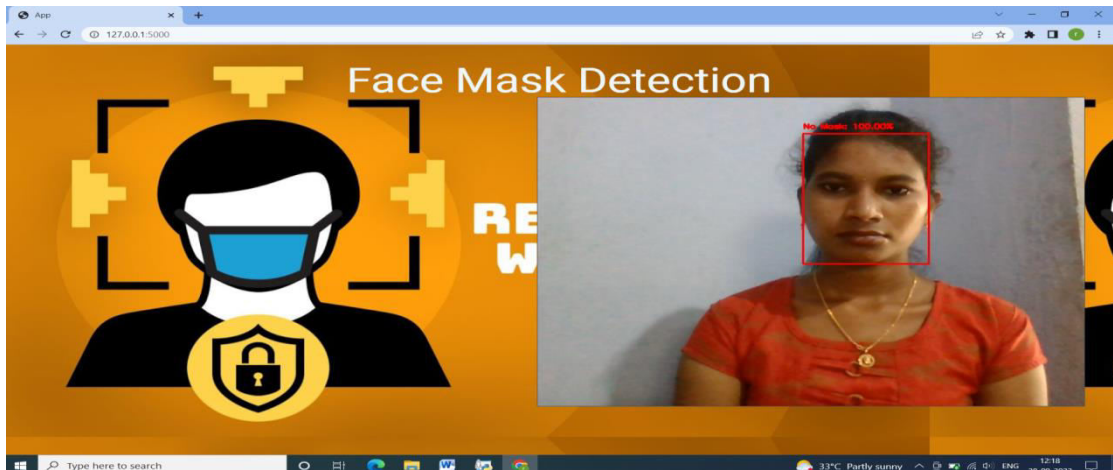 App
127.0.0.1:5000
Face Mask Detection
No Mask: 100.00%
RE
W
Type here to search
33°C Partly sunny
ENG
12:18